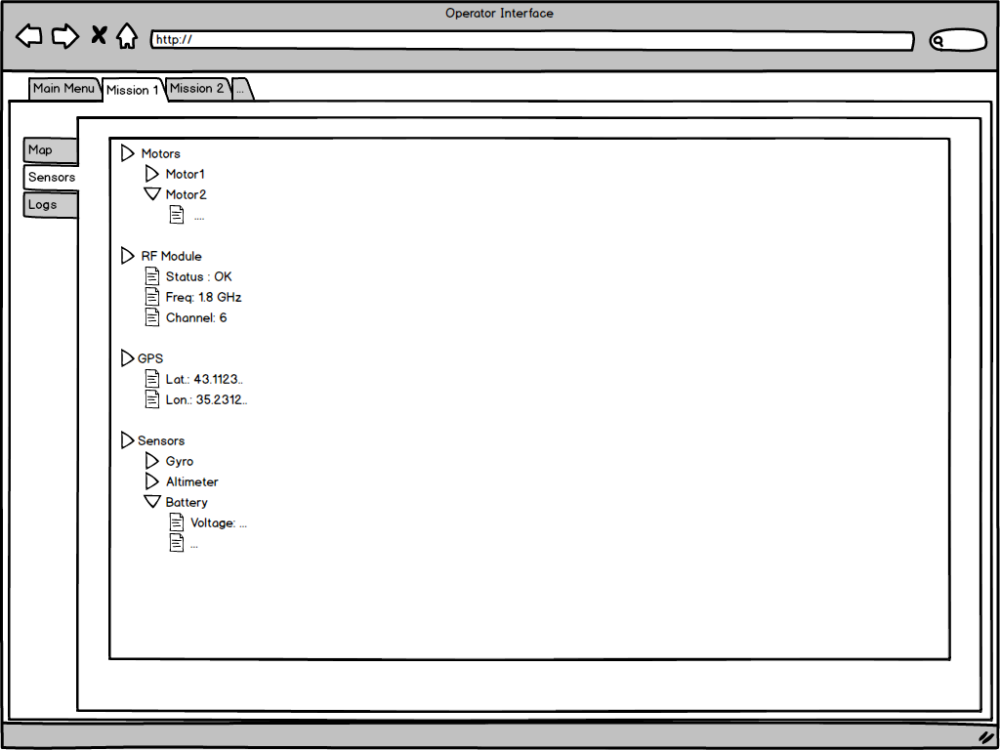 Operator Interface
http://
Main Menu
Mission 1
Mission 2
...
Map
Sensors
Logs
Motors
Motor1
Motor2
....
RF Module
Status : OK
Freq: 1.8 GHz
Channel: 6
GPS
Lat.: 43.1123..
Lon.: 35.2312..
Sensors
Gyro
Altimeter
Battery
Voltage: ...
...